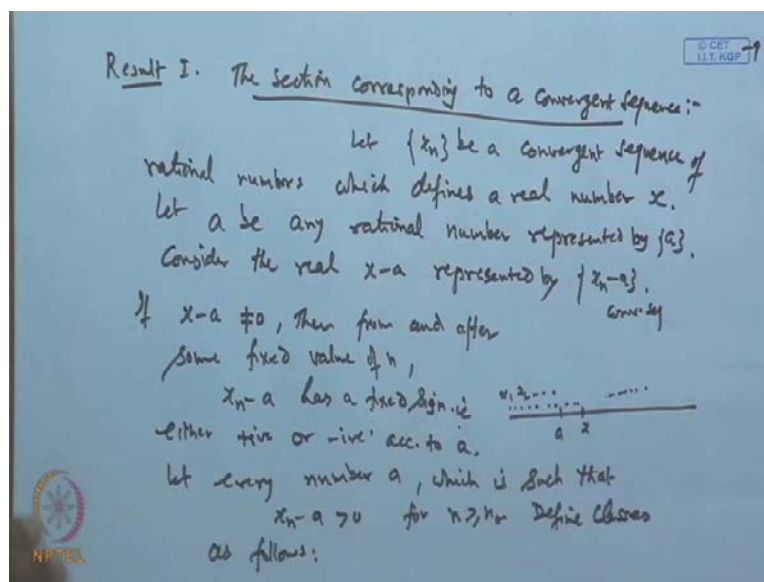 © CET
I.I.T. KGP
Result I. The section corresponding to a convergent sequence:-
Let {xn} be a convergent sequence of
rational numbers which defines a real number x.
Let a be any rational number represented by {a}.
Consider the real x-a represented by {xn-a}.
conv. seq
If x-a ≠0, then from and after
some fixed value of n,
xn-a has a fixed sign. ie
either +ive or -ive acc. to a.
a x
Let every number a, which is such that
xn-a >0 for n≥n0. Define classes
as follows:
NPTEL